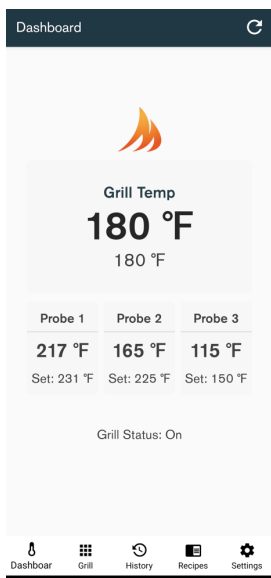 Dashboard
Grill Temp
180 °F
180 °F
Probe 1 Probe 2 Probe 3
217 °F 165 °F 115 °F
Set: 231 °F Set: 225 °F Set: 150 °F
Grill Status: On
Dashboar Grill History Recipes Settings